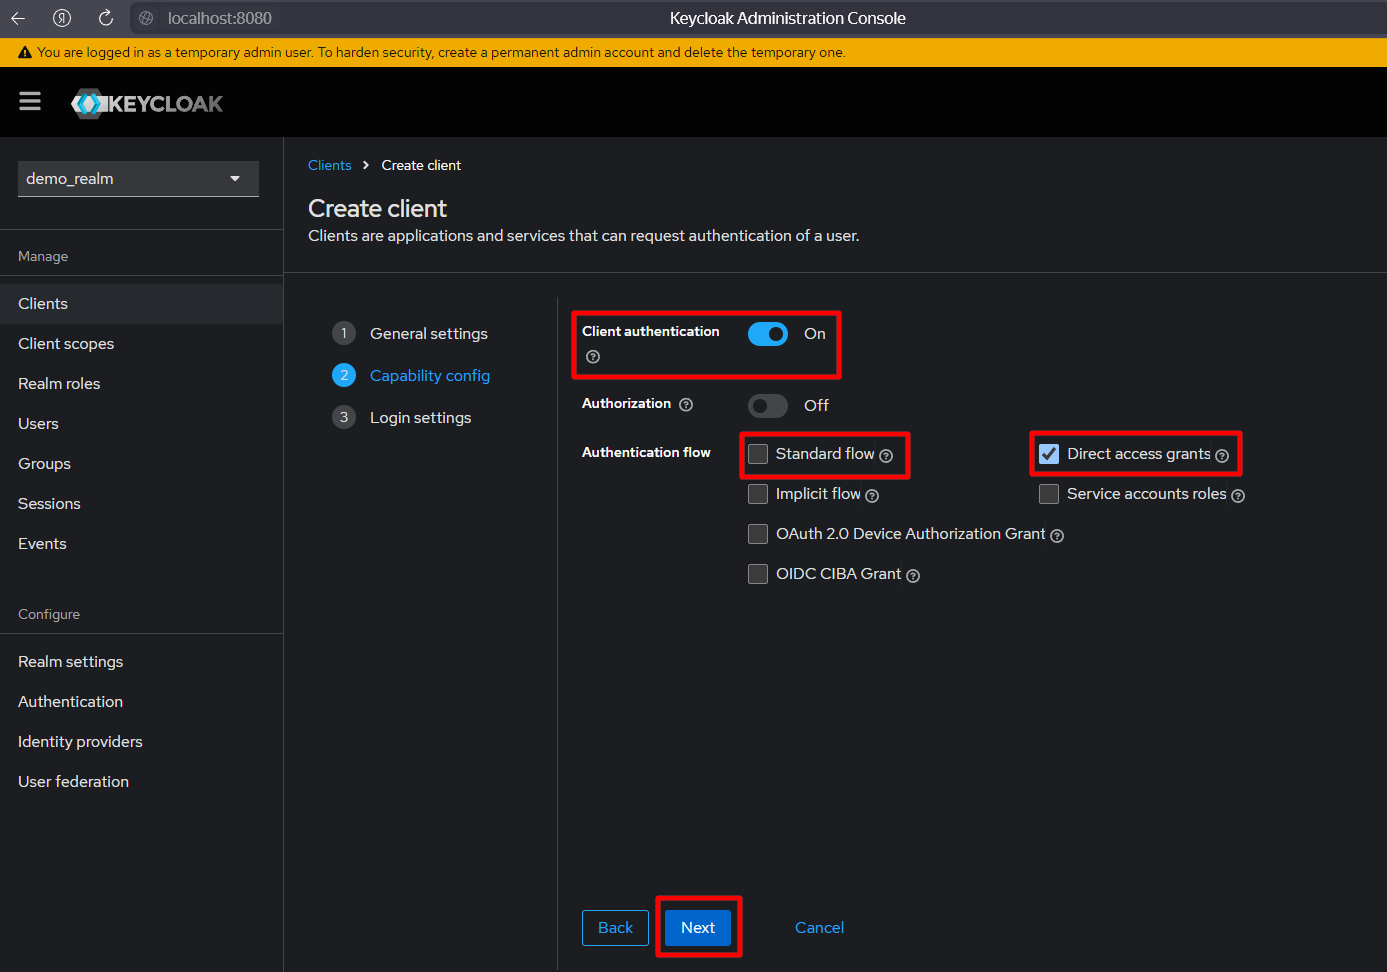 localhost:8080 Keycloak Administration Console
You are logged in as a temporary admin user. To harden security, create a permanent admin account and delete the temporary one.
KEYCLOAK
demo_realm
Manage
Clients
Client scopes
Realm roles
Users
Groups
Sessions
Events
Configure
Realm settings
Authentication
Identity providers
User federation
Clients > Create client
Create client
Clients are applications and services that can request authentication of a user.
1 General settings
2 Capability config
3 Login settings
Client authentication On
Authorization Off
Authentication flow Standard flow Direct access grants
Implicit flow Service accounts roles
OAuth 2.0 Device Authorization Grant
OIDC CIBA Grant
Back Next Cancel